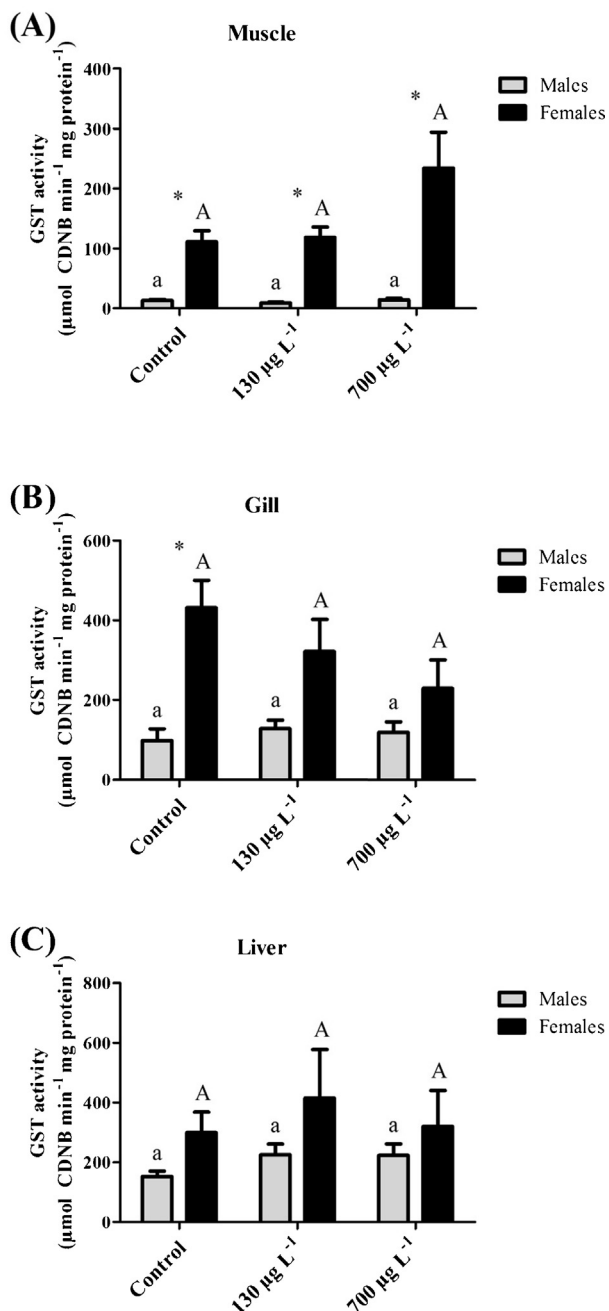 (A)
Muscle
GST activity
(µmol CDNB min⁻¹ mg protein⁻¹)
400
300
200
100
0
* A
* A
* A
a
a
a
Control
130 µg L⁻¹
700 µg L⁻¹
Males
Females
(B)
Gill
GST activity
(µmol CDNB min⁻¹ mg protein⁻¹)
600
400
200
0
* A
A
A
a
a
a
Control
130 µg L⁻¹
700 µg L⁻¹
Males
Females
(C)
Liver
GST activity
(µmol CDNB min⁻¹ mg protein⁻¹)
800
600
400
200
0
A
A
A
a
a
a
Control
130 µg L⁻¹
700 µg L⁻¹
Males
Females